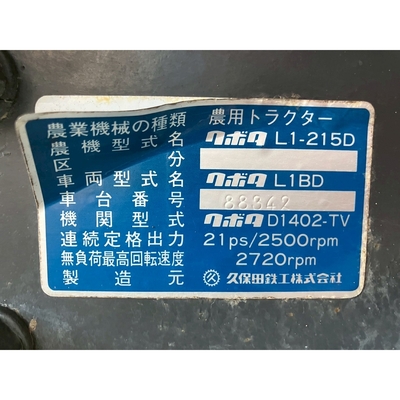 農業機械の種類 農用トラクター
農機型式名 クボタ L1-215D
区分
車両型式名 クボタ L1BD
車台番号 88342
機関型式 クボタ D1402-TV
連続定格出力 21ps/2500rpm
無負荷最高回転速度 2720rpm
製造元 久保田鉄工株式会社